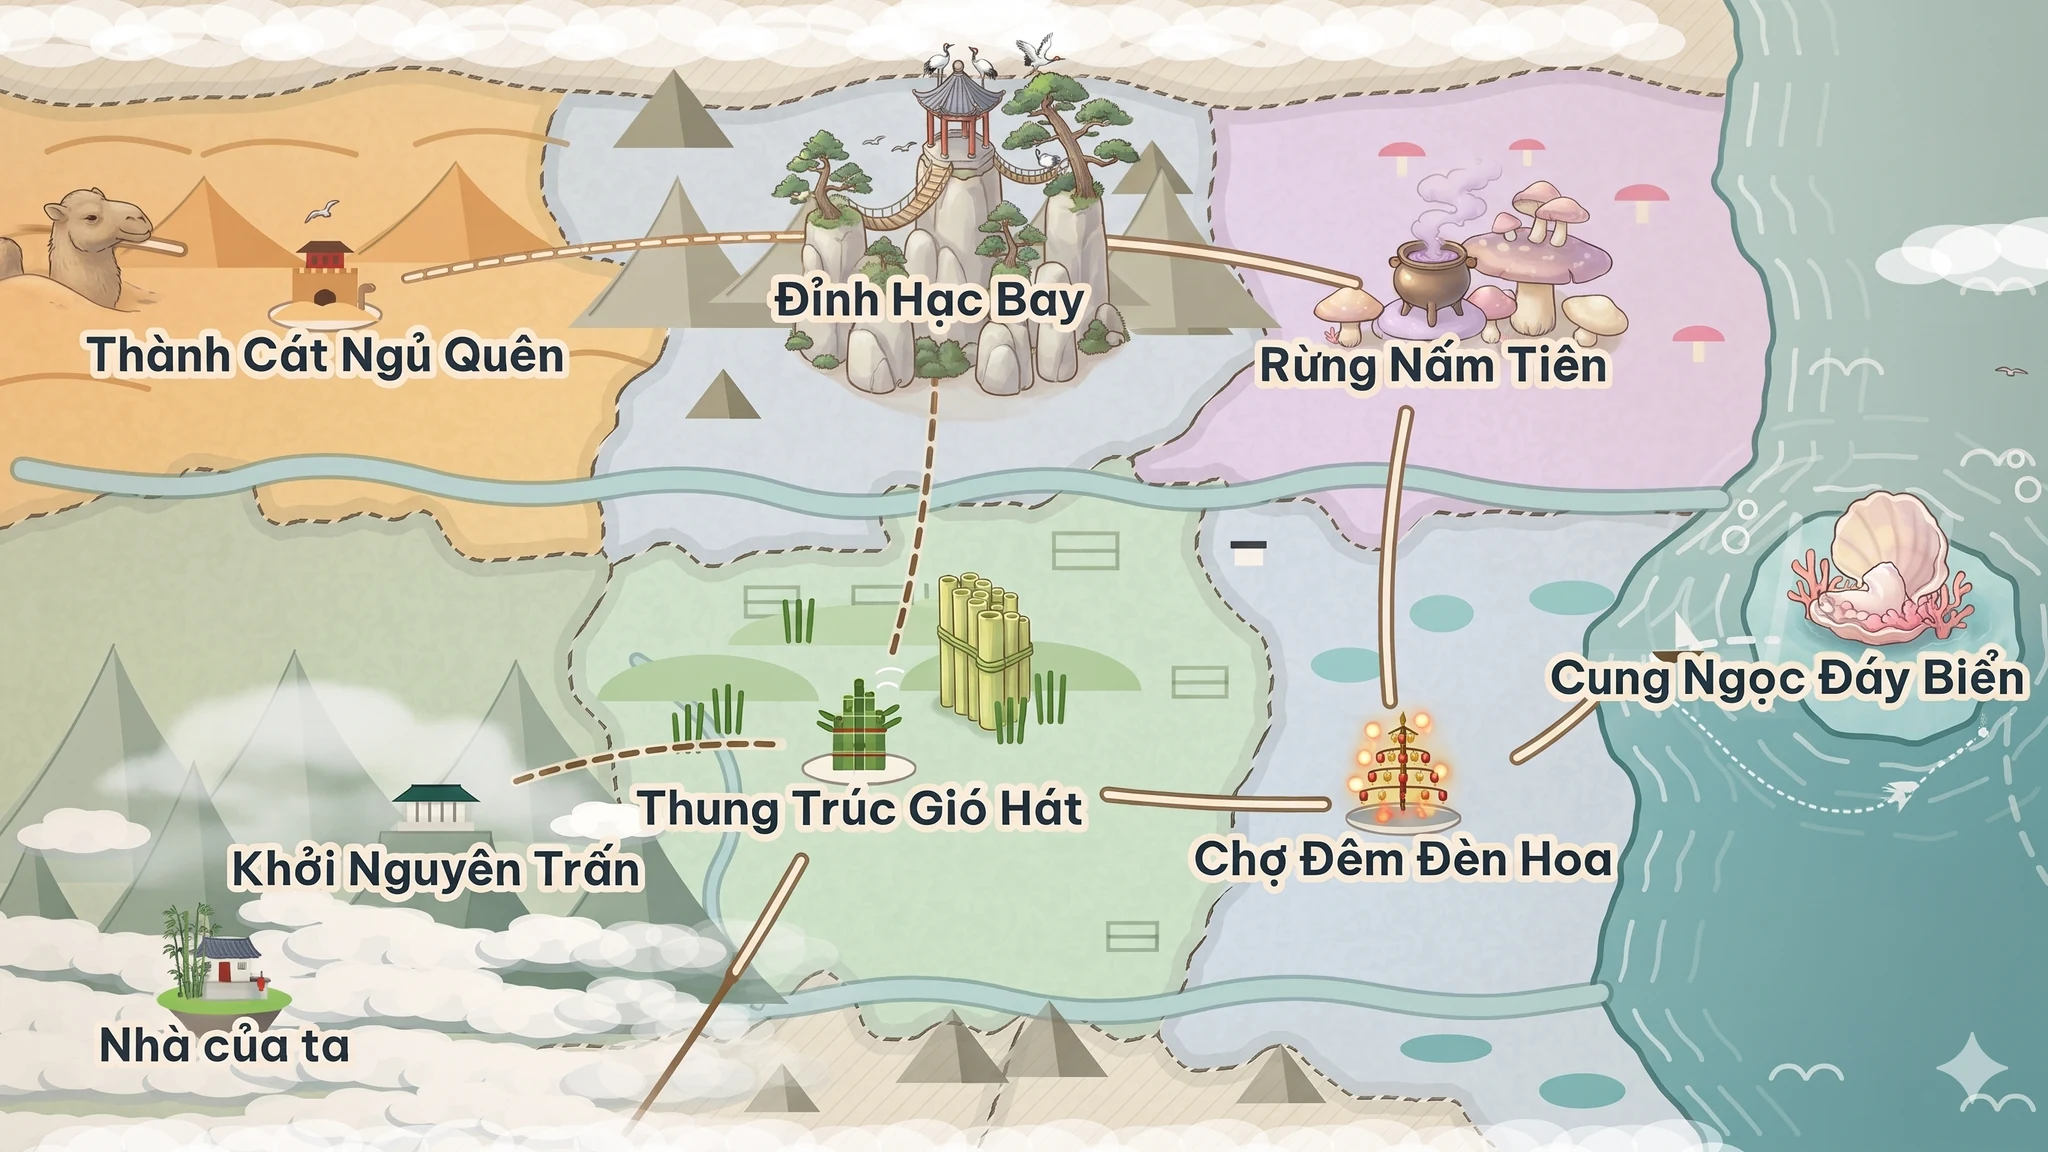 Đỉnh Hạc Bay
Thành Cát Ngủ Quên
Rừng Nấm Tiên
Cung Ngọc Đáy Biển
Thung Trúc Gió Hát
Khởi Nguyên Trấn
Chợ Đêm Đèn Hoa
Nhà của ta